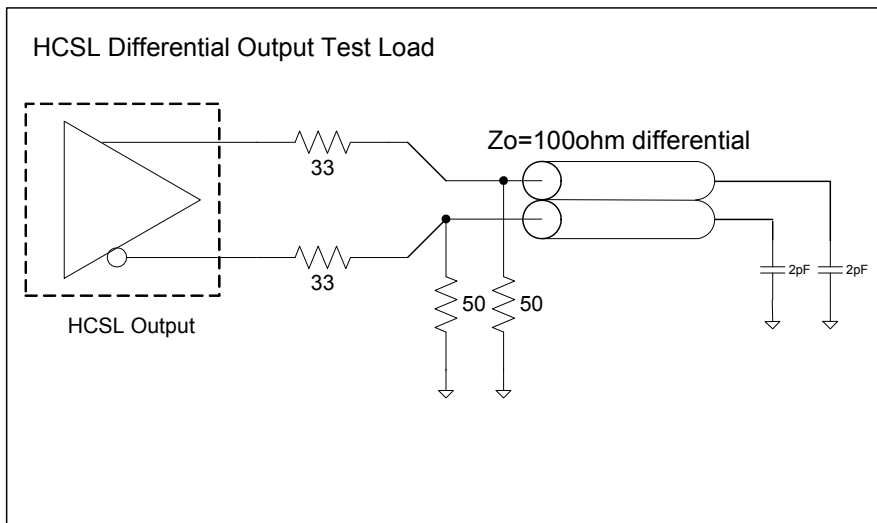 HCSL Differential Output Test Load
Zo=100ohm differential
33
33
50
50
2pF
2pF
HCSL Output